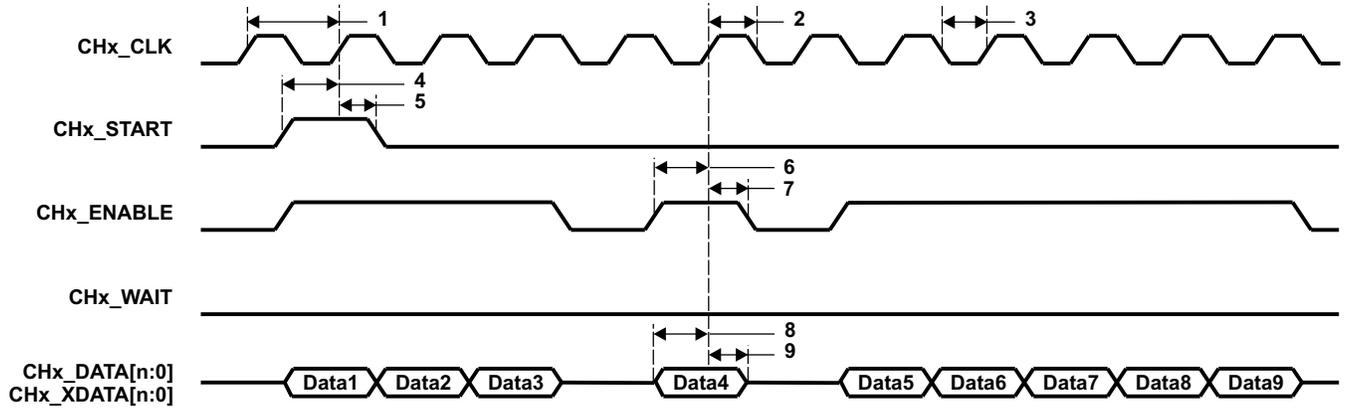 1
2
3
CHx_CLK
4
5
CHx_START
6
7
CHx_ENABLE
CHx_WAIT
8
9
CHx_DATA[n:0]
CHx_XDATA[n:0]
Data1 Data2 Data3 Data4 Data5 Data6 Data7 Data8 Data9